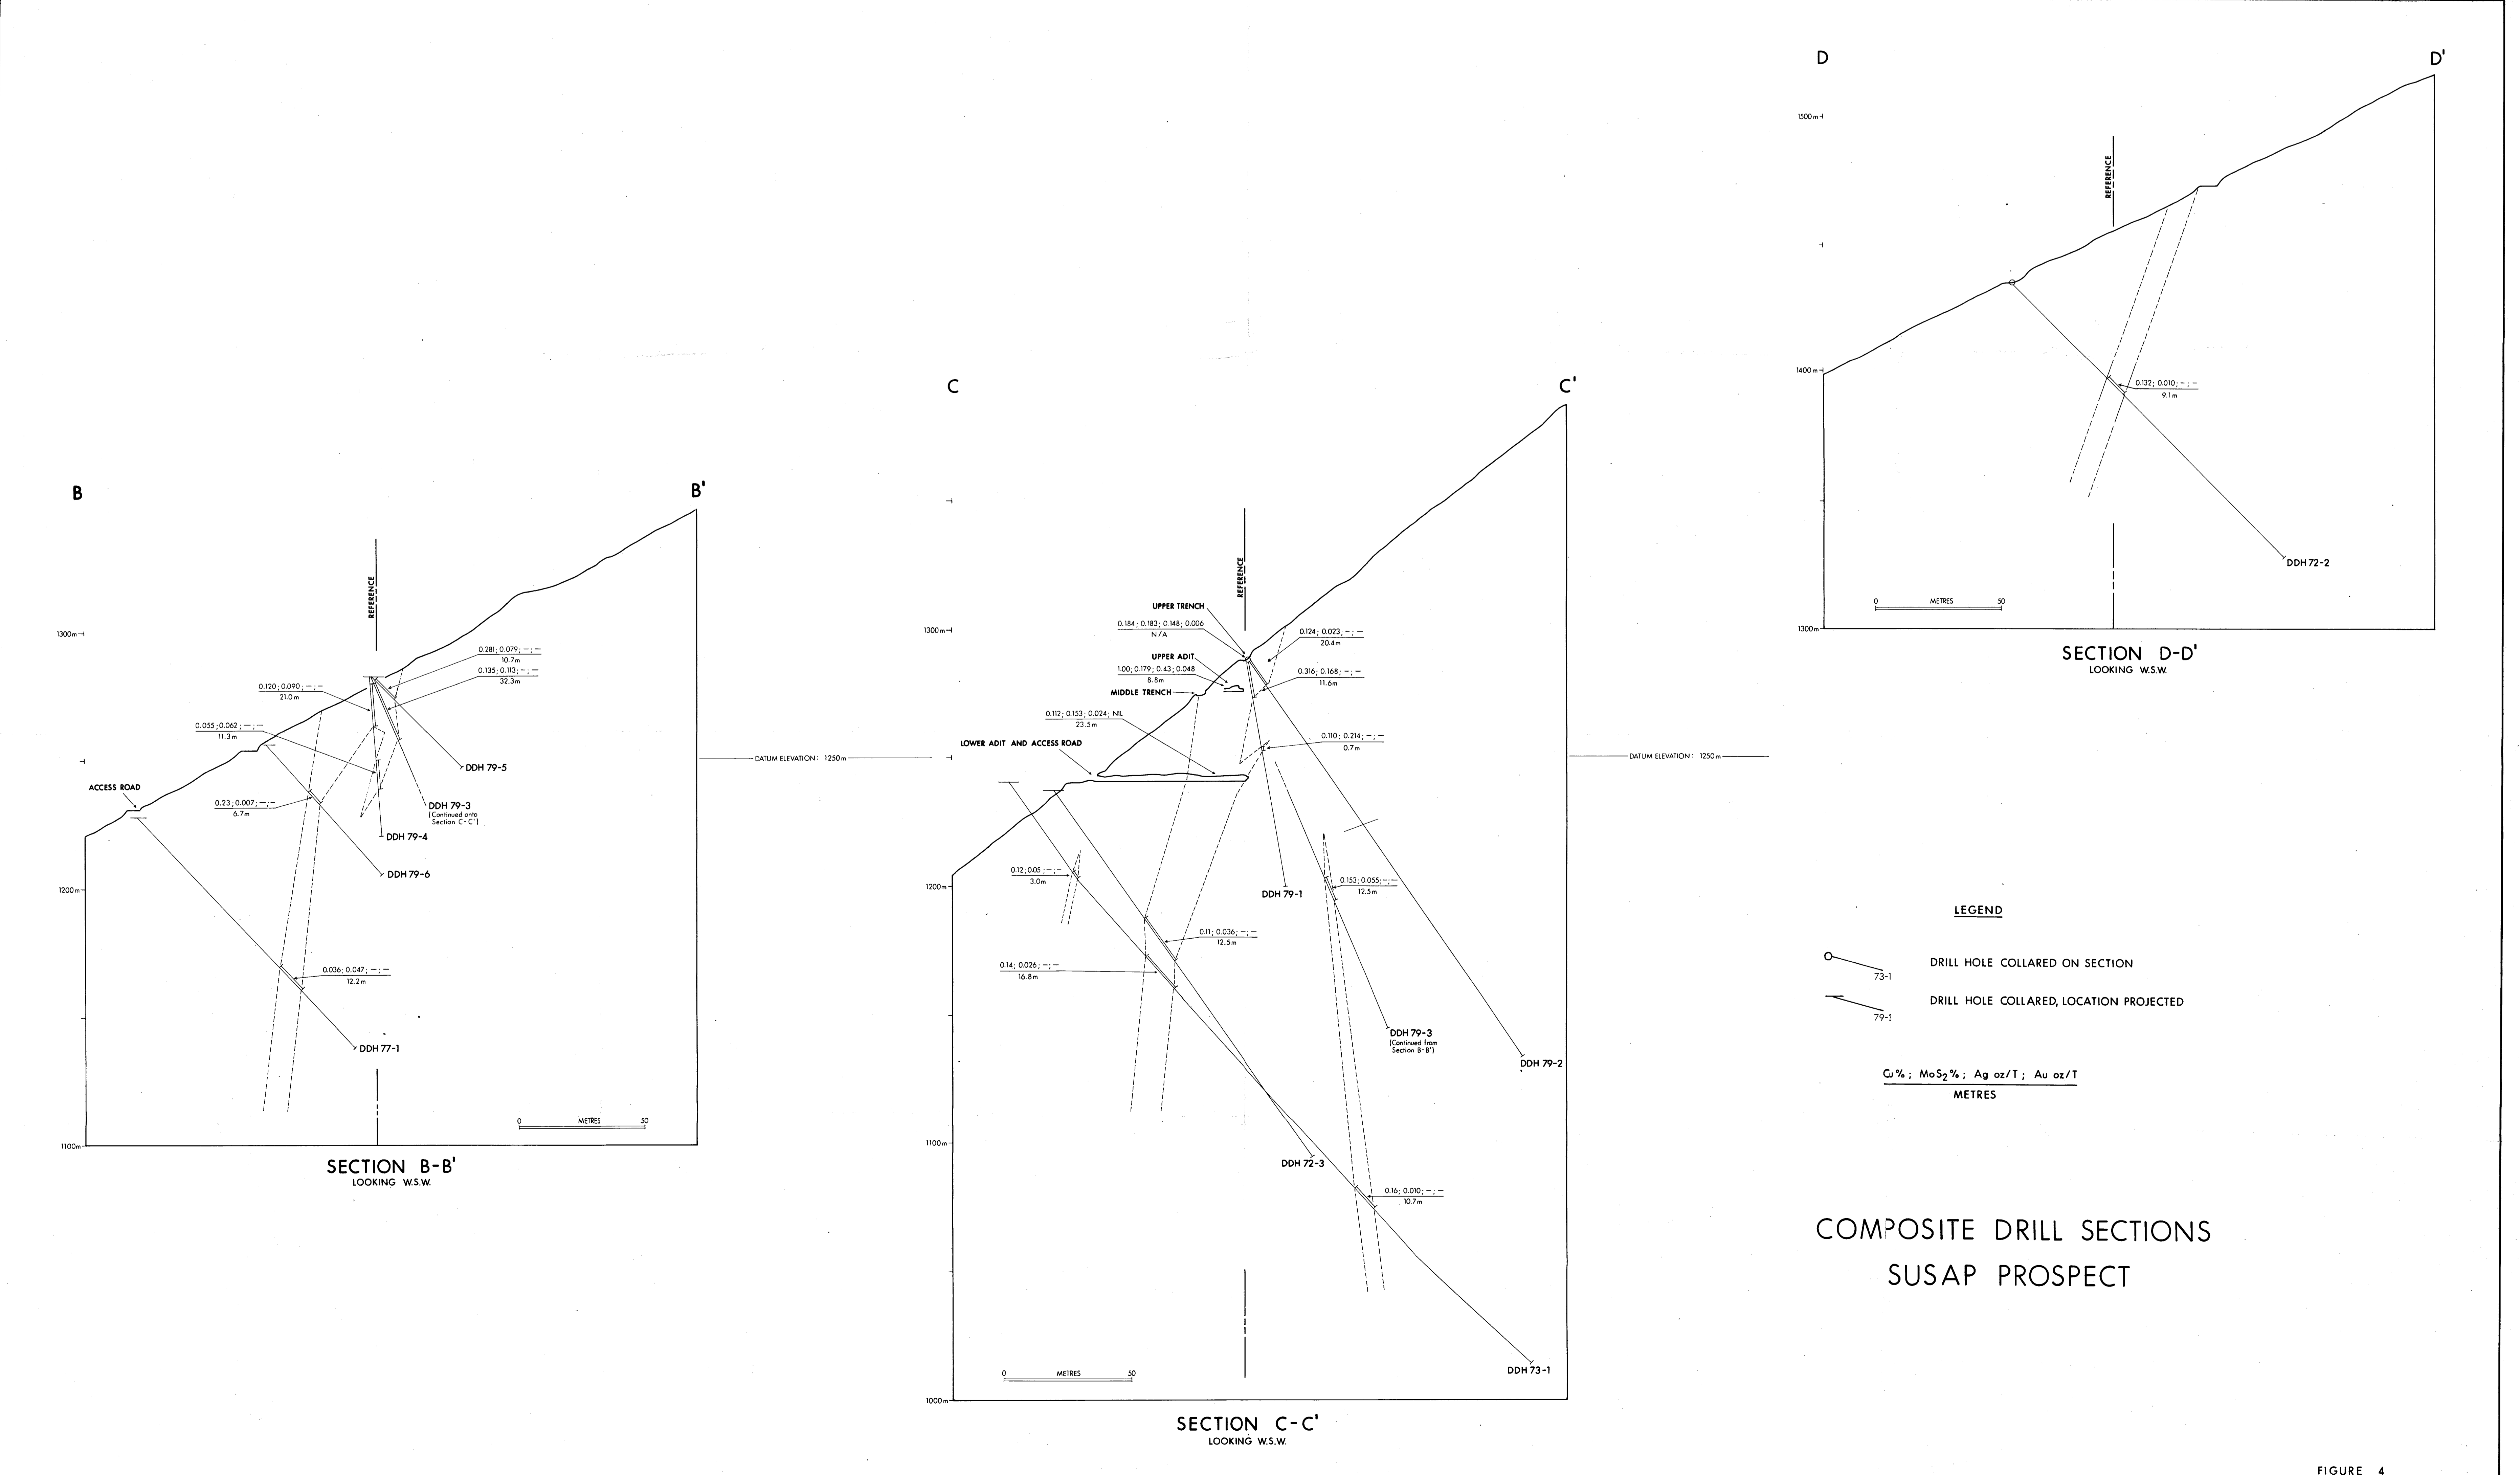 B
B'
REFERENCE
1300m
0.281; 0.079; –; –
10.7m
0.135; 0.113; –; –
32.3m
0.120; 0.090; –; –
21.0m
0.055; 0.062; –; –
11.3m
DDH 79-5
ACCESS ROAD
0.23; 0.007; –; –
6.7m
DDH 79-3
(Continued onto
Section C-C')
DDH 79-4
DDH 79-6
1200m
0.036; 0.047; –; –
12.2m
DDH 77-1
0 METRES 50
1100m
SECTION B-B'
LOOKING W.S.W.
DATUM ELEVATION: 1250m
C
C'
REFERENCE
UPPER TRENCH
0.184; 0.183; 0.148; 0.006
N/A
1300m
0.124; 0.023; –; –
20.4m
UPPER ADIT
1.00; 0.179; 0.43; 0.048
8.8m
0.316; 0.168; –; –
11.6m
MIDDLE TRENCH
0.112; 0.153; 0.024; NIL
23.5m
0.110; 0.214; –; –
0.7m
LOWER ADIT AND ACCESS ROAD
0.12; 0.05; –; –
3.0m
1200m
DDH 79-1
0.153; 0.055; –; –
12.5m
0.11; 0.036; –; –
12.5m
0.14; 0.026; –; –
16.8m
DDH 79-3
(Continued from
Section B-B')
DDH 79-2
1100m
DDH 72-3
0.16; 0.010; –; –
10.7m
0 METRES 50
DDH 73-1
1000m
SECTION C-C'
LOOKING W.S.W.
DATUM ELEVATION: 1250m
D
D'
1500m
REFERENCE
1400m
0.132; 0.010; –; –
9.1m
DDH 72-2
0 METRES 50
1300m
SECTION D-D'
LOOKING W.S.W.
LEGEND
73-1
DRILL HOLE COLLARED ON SECTION
79-1
DRILL HOLE COLLARED, LOCATION PROJECTED
Cu%; MoS2%; Ag oz/T; Au oz/T
METRES
COMPOSITE DRILL SECTIONS
SUSAP PROSPECT
FIGURE 4